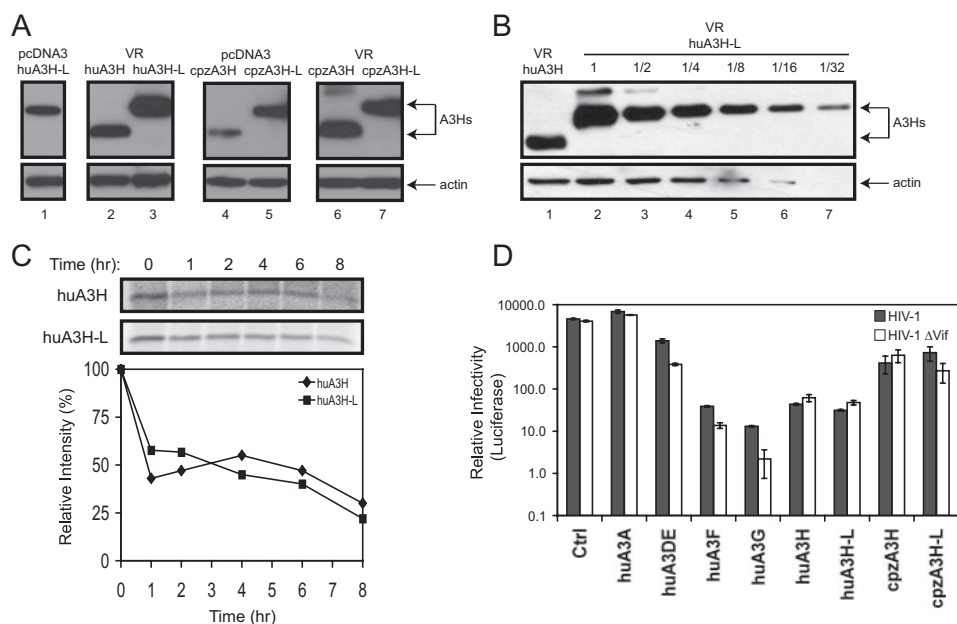 A
pcDNA3 VR pcDNA3 VR
huA3H-L huA3H huA3H-L cpzA3H cpzA3H-L cpzA3H cpzA3H-L
A3Hs
actin
1 2 3 4 5 6 7
B
VR
VR huA3H-L
huA3H 1 1/2 1/4 1/8 1/16 1/32
A3Hs
actin
1 2 3 4 5 6 7
C
Time (hr): 0 1 2 4 6 8
huA3H
huA3H-L
100
75
50
25
0
Relative Intensity (%)
huA3H
huA3H-L
0 1 2 3 4 5 6 7 8
Time (hr)
D
10000.0
1000.0
100.0
10.0
1.0
0.1
Relative Infectivity
(Luciferase)
HIV-1
HIV-1 ΔVif
Ctrl
huA3A
huA3DE
huA3F
huA3G
huA3H
huA3H-L
cpzA3H
cpzA3H-L